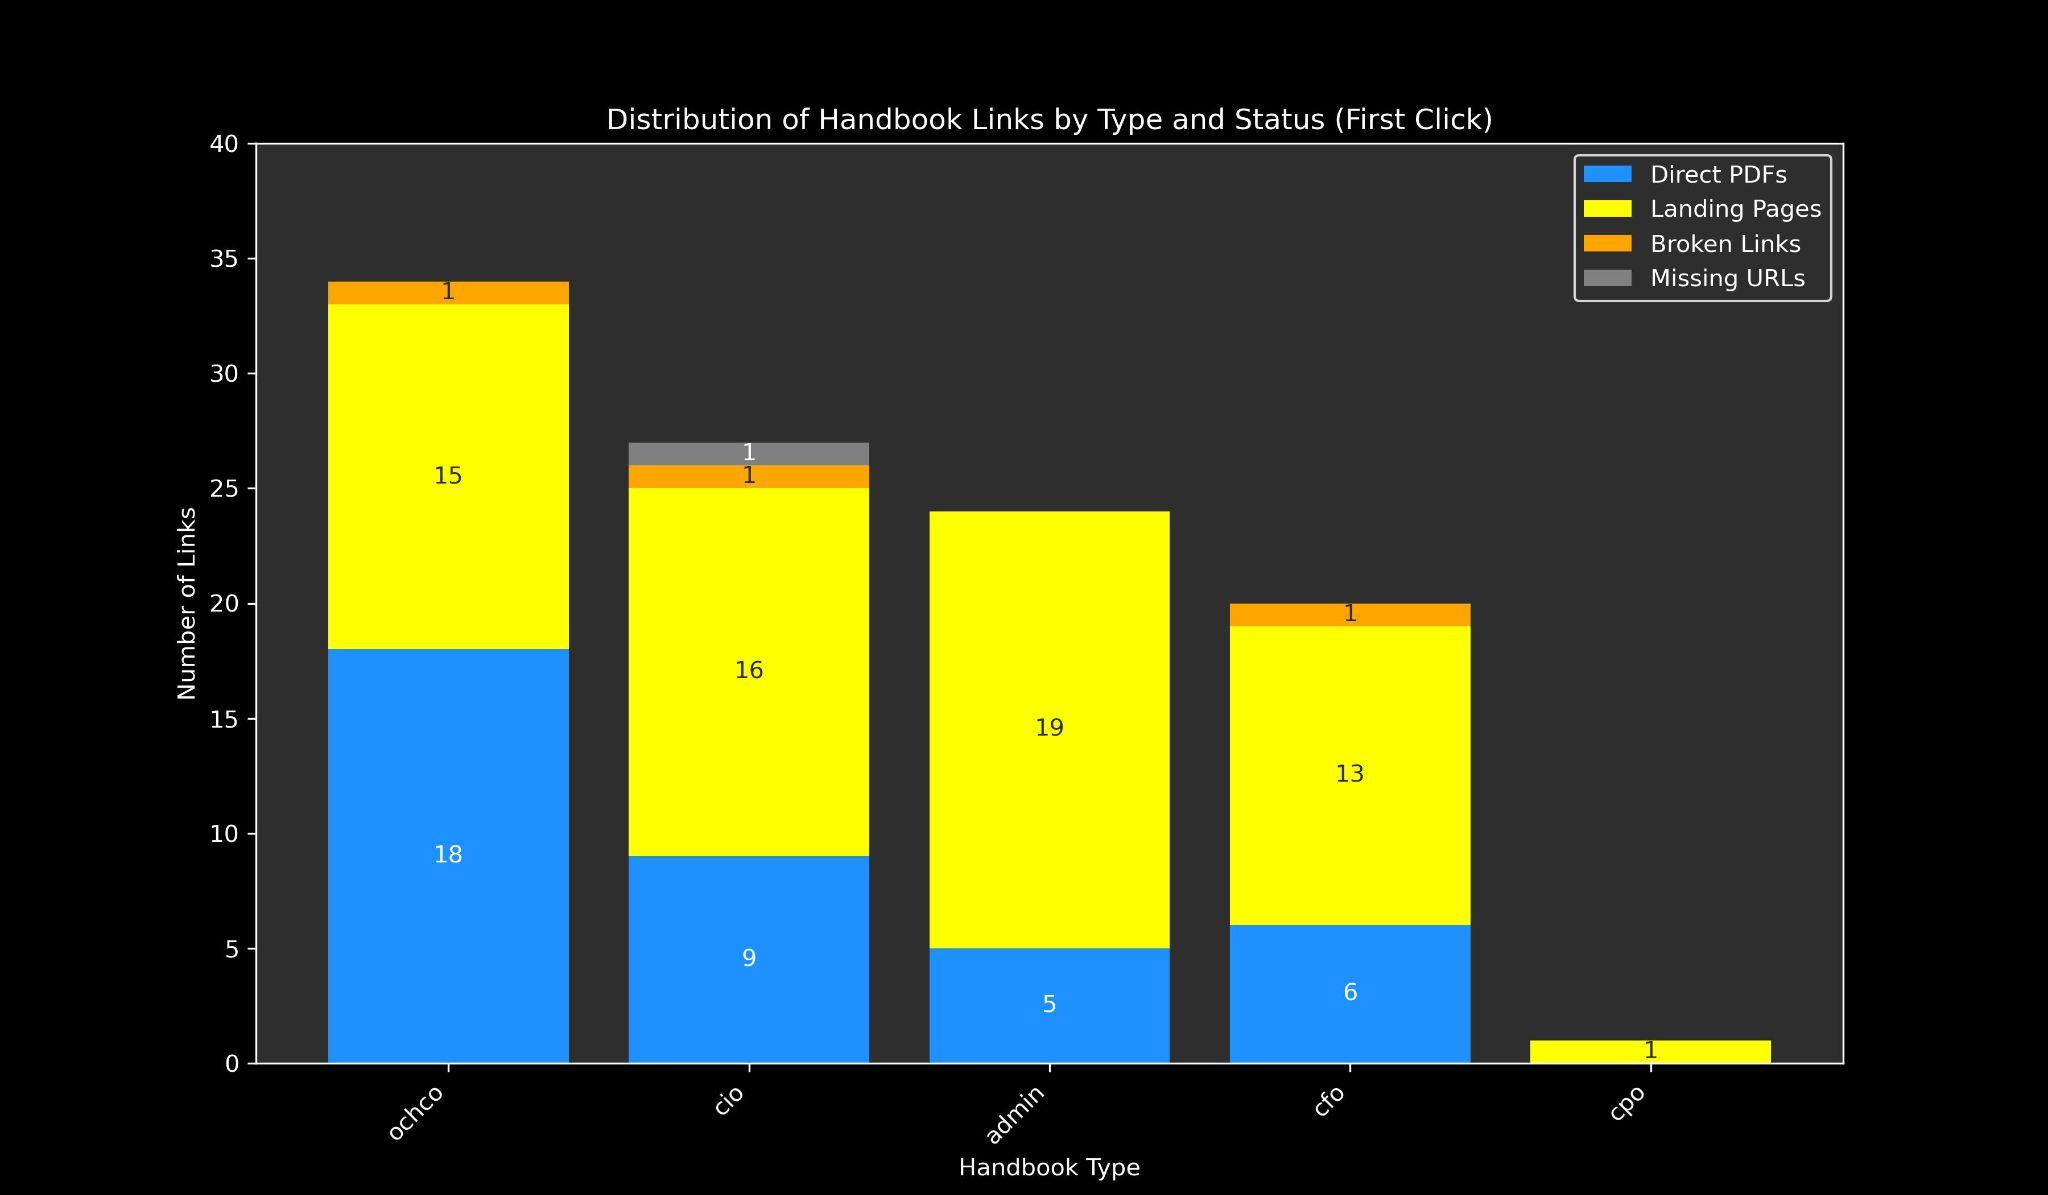 Distribution of Handbook Links by Type and Status (First Click)
40
35
30
25
20
15
10
5
0
Number of Links
Direct PDFs
Landing Pages
Broken Links
Missing URLs
1
15
18
1
1
16
9
19
5
1
13
6
1
ochco
cio
admin
cfo
cpo
Handbook Type